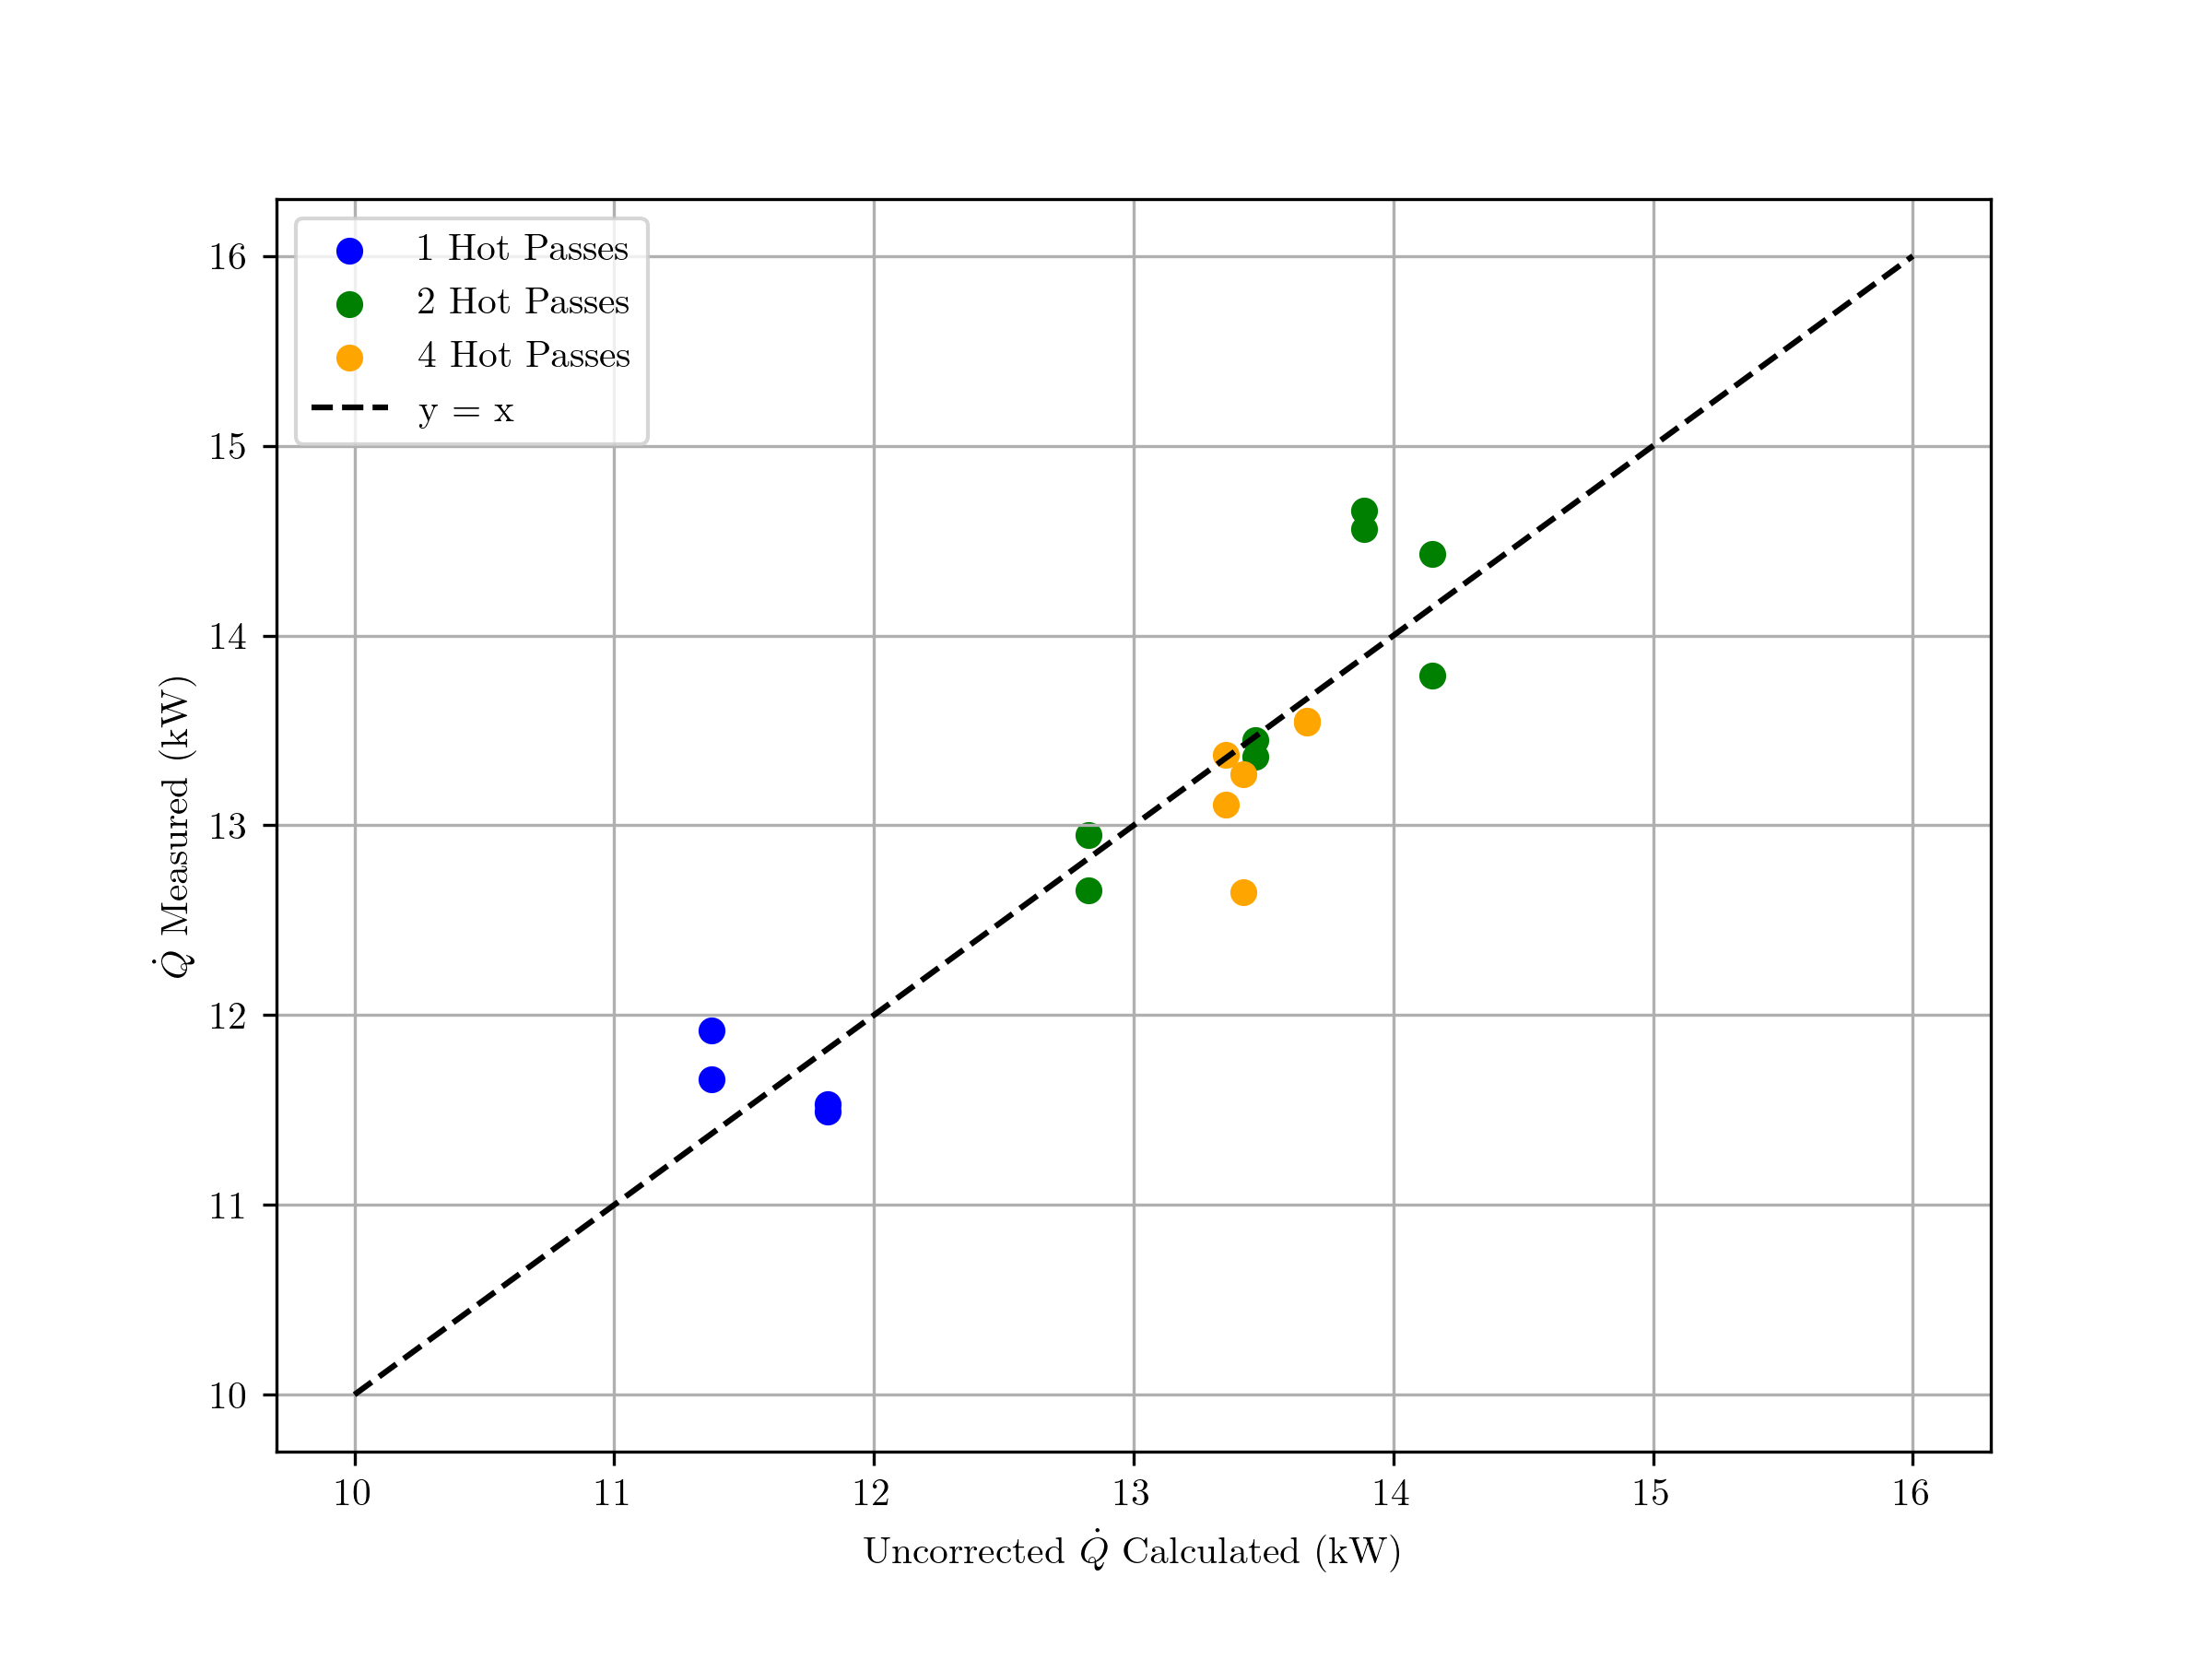 1 Hot Passes
2 Hot Passes
4 Hot Passes
y = x
16
15
14
13
12
11
10
Q̇ Measured (kW)
10 11 12 13 14 15 16
Uncorrected Q̇ Calculated (kW)